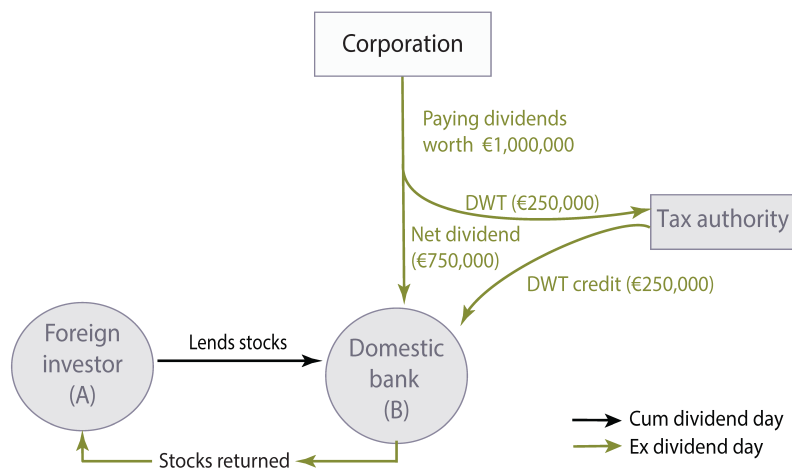 Corporation
Paying dividends
worth €1,000,000
DWT (€250,000)
Tax authority
Net dividend
(€750,000)
DWT credit (€250,000)
Foreign
investor
(A)
Lends stocks
Domestic
bank
(B)
Stocks returned
Cum dividend day
Ex dividend day